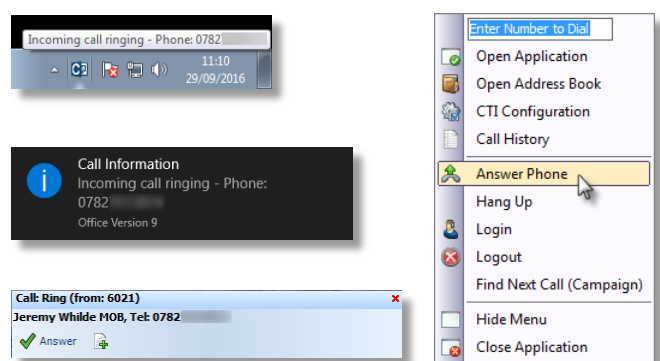 Incoming call ringing - Phone: 0782
11:10
29/09/2016
Call Information
Incoming call ringing - Phone:
0782
Office Version 9
Call: Ring (from: 6021)
Jeremy Whilde MOB, Tel: 0782
Answer
Enter Number to Dial
Open Application
Open Address Book
CTI Configuration
Call History
Answer Phone
Hang Up
Login
Logout
Find Next Call (Campaign)
Hide Menu
Close Application